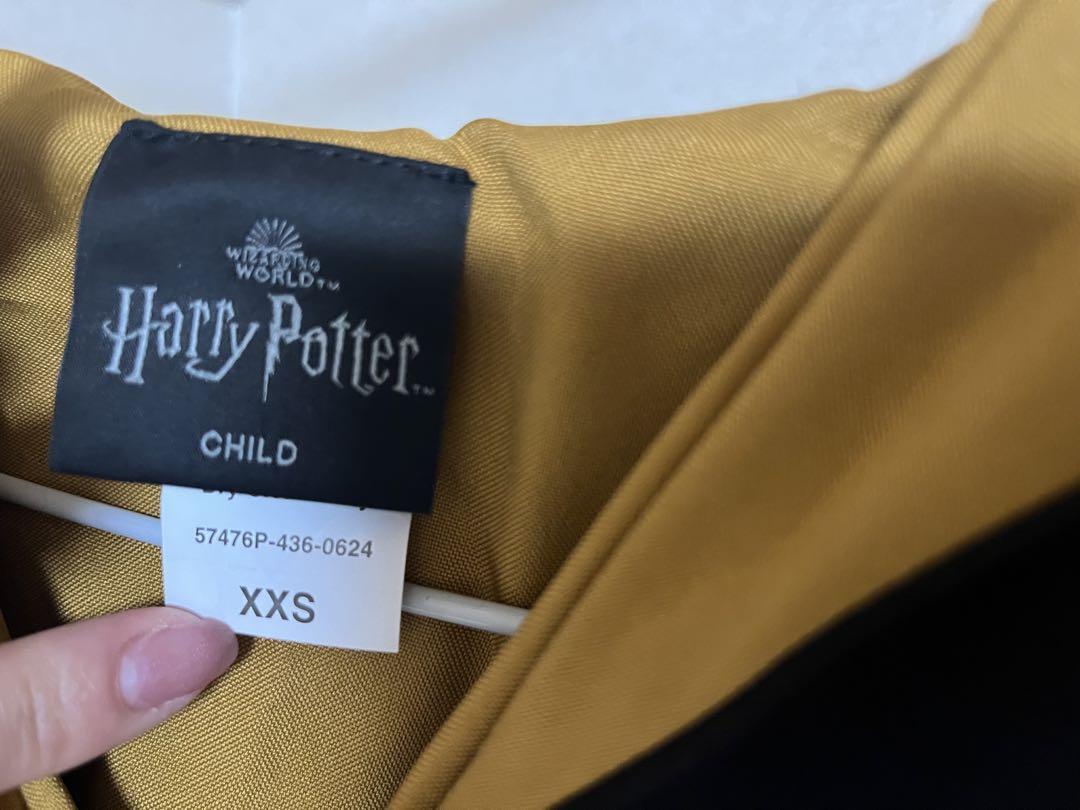 WIZARDING
WORLD™
Harry Potter™
CHILD
57476P-436-0624
XXS